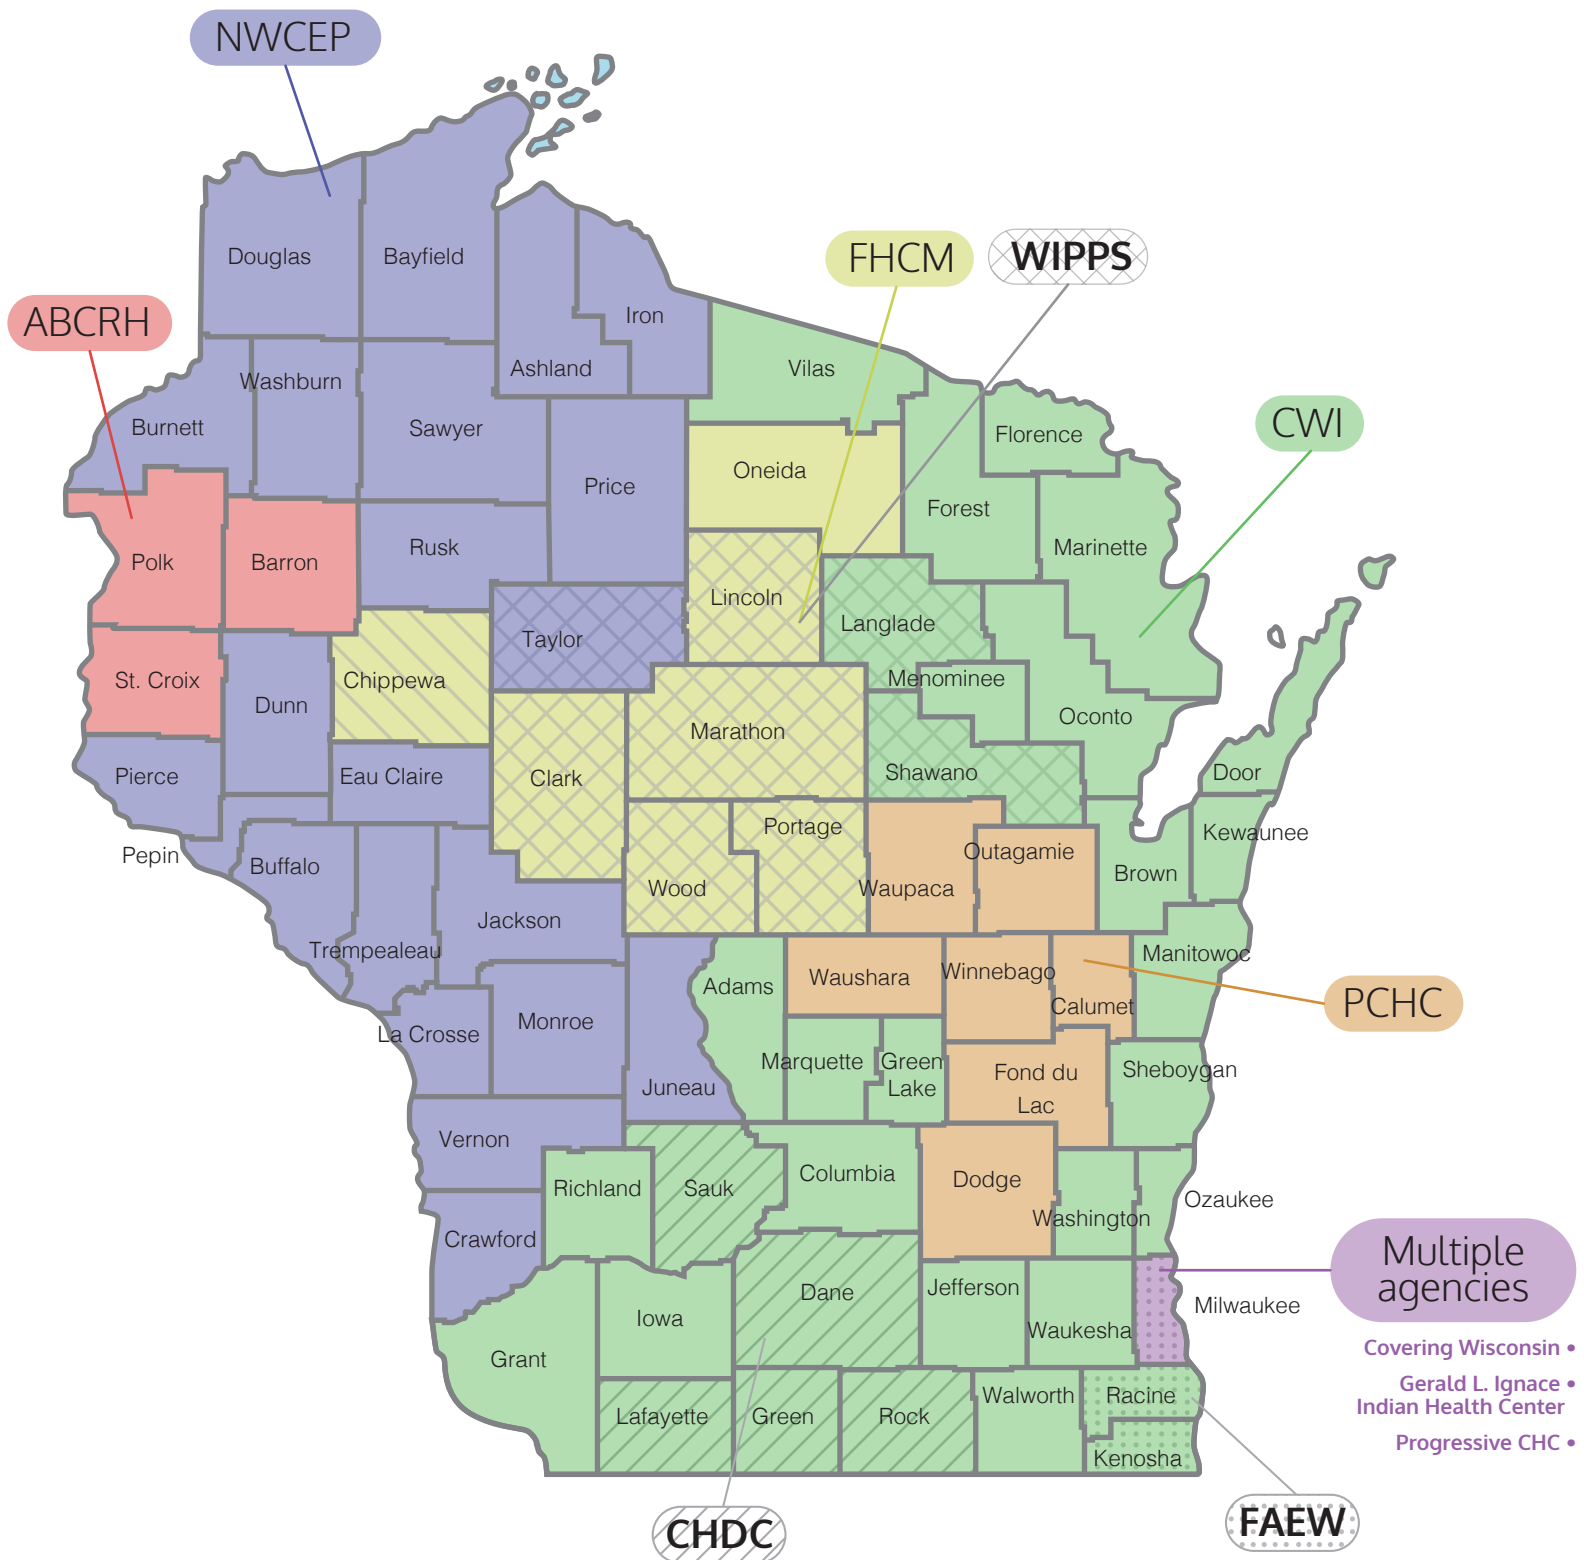 NWCEP
FHCM
WIPPS
Douglas
Bayfield
ABCRH
Iron
Ashland
Vilas
Washburn
CWI
Burnett
Sawyer
Florence
Oneida
Price
Forest
Rusk
Marinette
Polk
Barron
Lincoln
Langlade
Taylor
St. Croix
Chippewa
Menominee
Dunn
Oconto
Marathon
Pierce
Eau Claire
Clark
Shawano
Door
Portage
Kewaunee
Pepin
Outagamie
Buffalo
Brown
Wood
Waupaca
Jackson
Trempealeau
Manitowoc
Waushara
Winnebago
Adams
PCHC
Calumet
Monroe
La Crosse
Marquette
Green
Lake
Fond du
Lac
Sheboygan
Juneau
Vernon
Columbia
Dodge
Richland
Sauk
Ozaukee
Washington
Crawford
Multiple
agencies
Dane
Jefferson
Milwaukee
Iowa
Waukesha
Covering Wisconsin •
Grant
Gerald L. Ignace •
Indian Health Center
Walworth
Racine
Lafayette
Green
Rock
Progressive CHC •
Kenosha
CHDC
FAEW